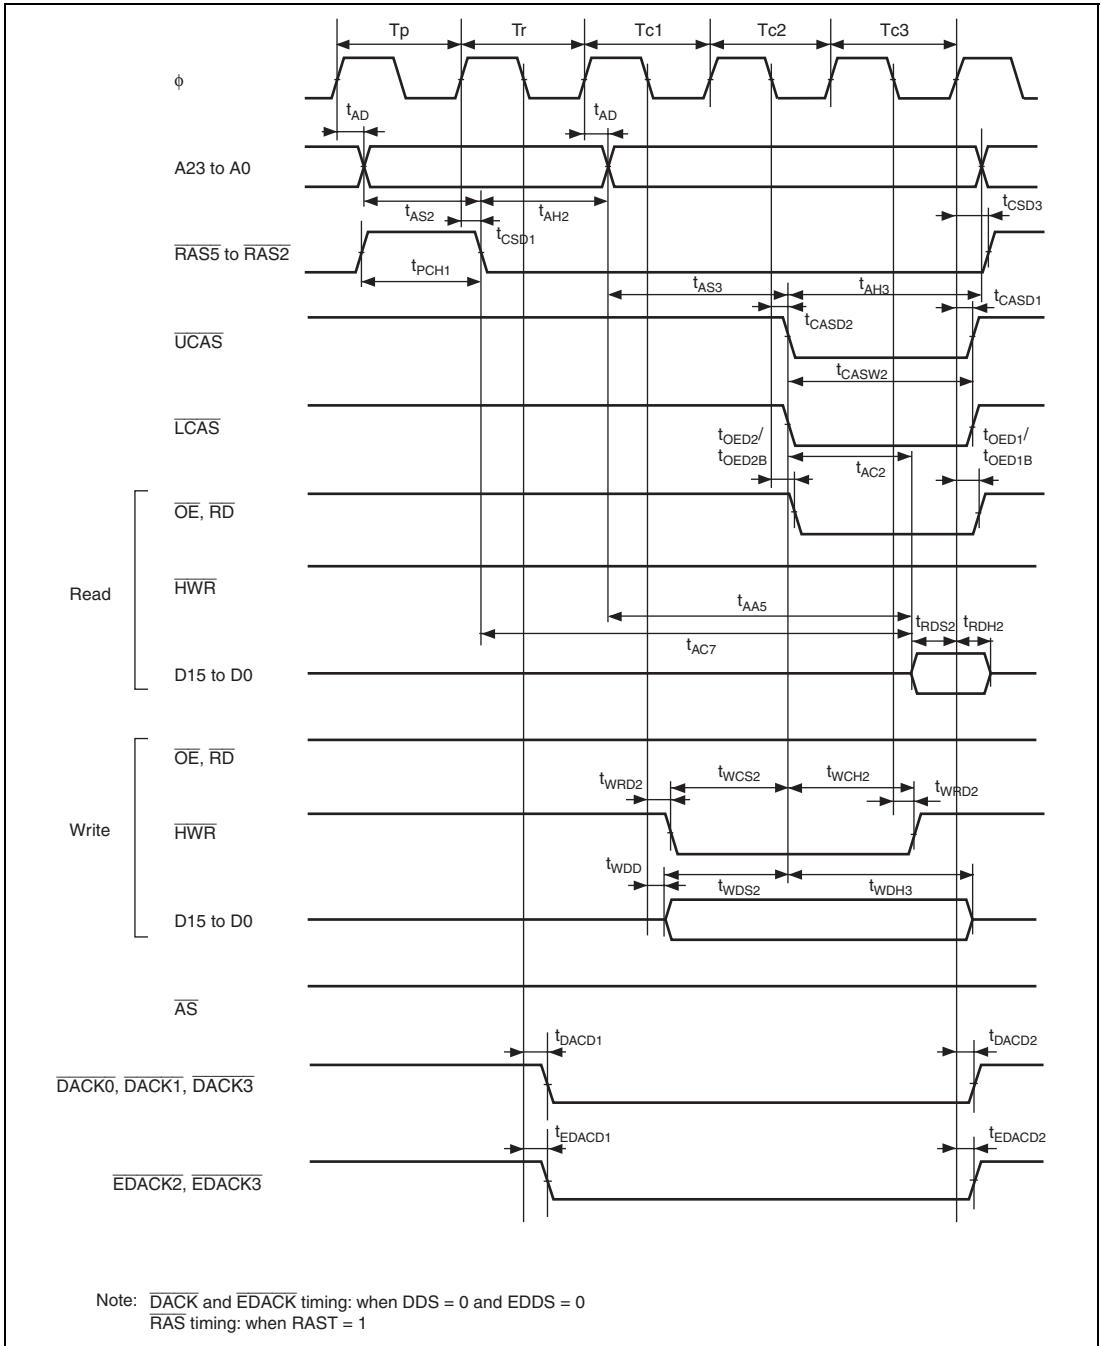 Tp Tr Tc1 Tc2 Tc3
ϕ
tAD tAD
A23 to A0
tAS2 tAH2 tCSD3
tCSD1
RAS5 to RAS2
tPCH1
tAS3 tAH3
tCASD1
tCASD2
UCAS
tCASW2
LCAS
tOED2/ tOED1/
tOED2B tOED1B
tAC2
OE, RD
HWR
Read
tAA5
tRDS2 tRDH2
tAC7
D15 to D0
OE, RD
tWCS2 tWCH2
tWRD2 tWRD2
Write HWR
tWDD
tWDS2 tWDH3
D15 to D0
AS
tDACD1 tDACD2
DACK0, DACK1, DACK3
tEDACD1 tEDACD2
EDACK2, EDACK3
Note: DACK and EDACK timing: when DDS = 0 and EDDS = 0
RAS timing: when RAST = 1